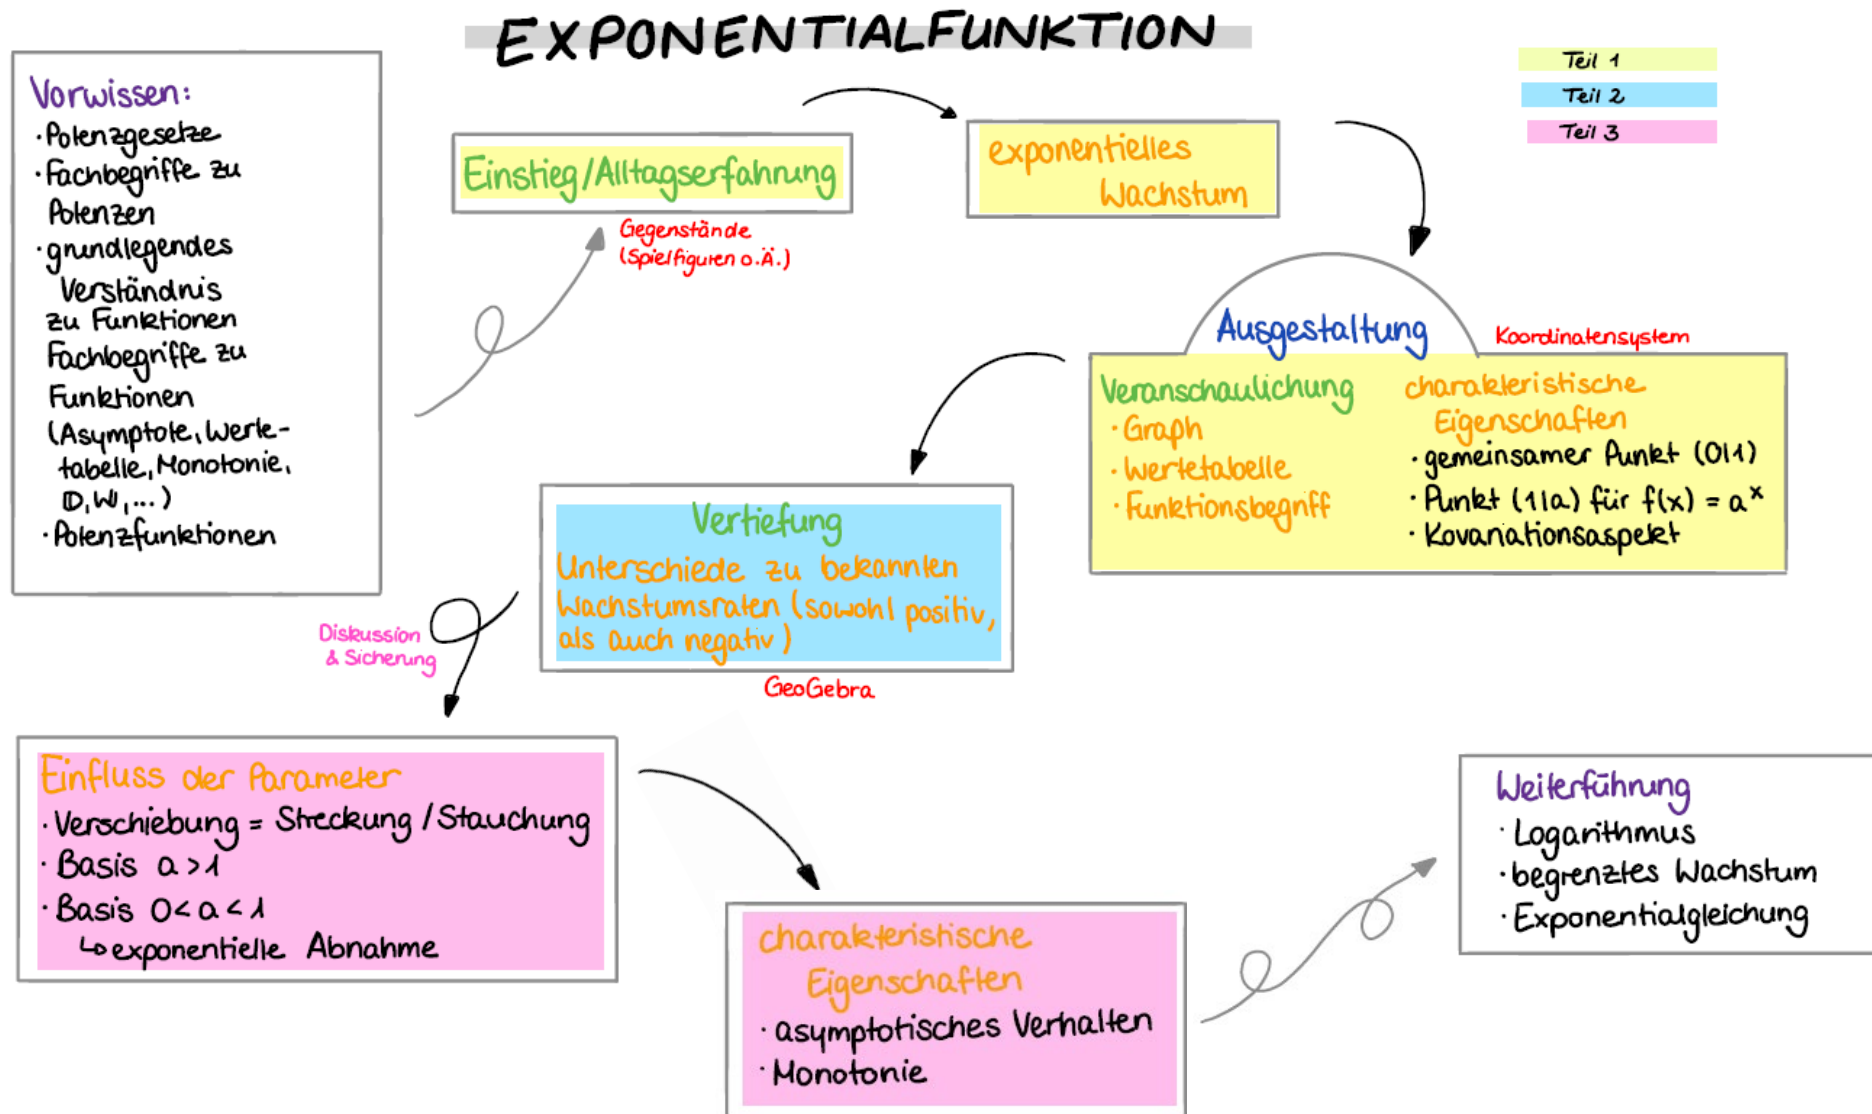 EXPONENTIALFUNKTION
Teil 1
Teil 2
Teil 3
Vorwissen:
· Potenzgesetze
· Fachbegriffe zu
Potenzen
· grundlegendes
Verständnis
zu Funktionen
Fachbegriffe zu
Funktionen
(Asymptote, Werte-
tabelle, Monotonie,
D, W, ...)
· Potenzfunktionen
Einstieg/Alltagserfahrung
Gegenstände
(Spielfiguren o.Ä.)
exponentielles
Wachstum
Ausgestaltung
Koordinatensystem
Veranschaulichung
· Graph
· Wertetabelle
· Funktionsbegriff
charakteristische
Eigenschaften
· gemeinsamer Punkt (0|1)
· Punkt (1|a) für f(x) = aˣ
· Kovariationsaspekt
Vertiefung
Unterschiede zu bekannten
Wachstumsraten (sowohl positiv,
als auch negativ)
GeoGebra
Diskussion
& Sicherung
Einfluss der Parameter
· Verschiebung = Streckung / Stauchung
· Basis a > 1
· Basis 0 < a < 1
↳ exponentielle Abnahme
charakteristische
Eigenschaften
· asymptotisches Verhalten
· Monotonie
Weiterführung
· Logarithmus
· begrenztes Wachstum
· Exponentialgleichung